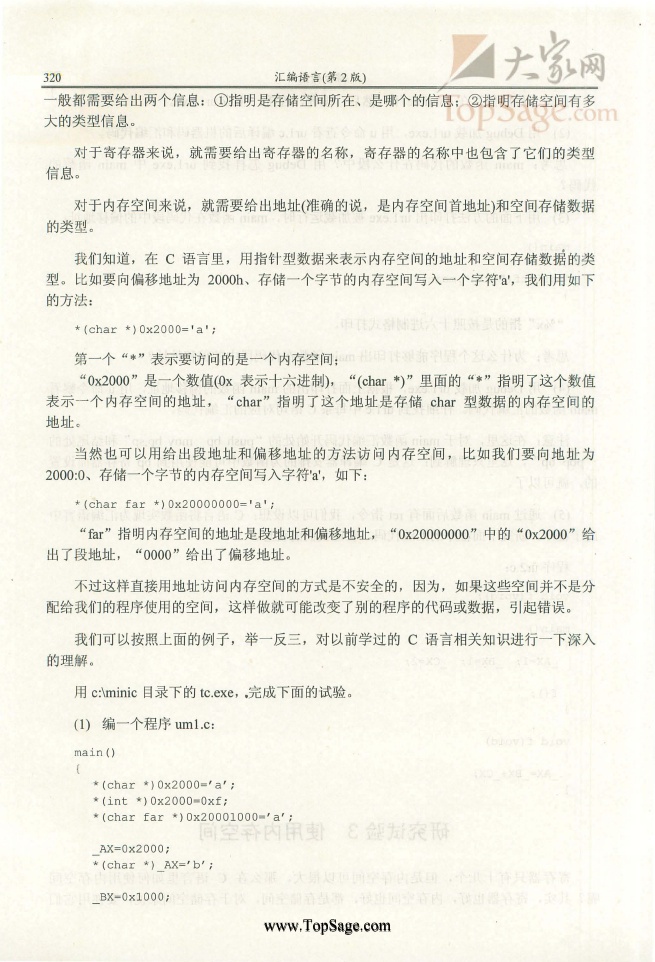 大家网
TopSage.com
320
汇编语言(第 2 版)
一般都需要给出两个信息：①指明是存储空间所在、是哪个的信息；②指明存储空间有多
大的类型信息。
对于寄存器来说，就需要给出寄存器的名称，寄存器的名称中也包含了它们的类型
信息。
对于内存空间来说，就需要给出地址(准确的说，是内存空间首地址)和空间存储数据
的类型。
我们知道，在 C 语言里，用指针型数据来表示内存空间的地址和空间存储数据的类
型。比如要向偏移地址为 2000h、存储一个字节的内存空间写入一个字符'a'，我们用如下
的方法：
*(char *)0x2000='a';
第一个“*”表示要访问的是一个内存空间；
“0x2000”是一个数值(0x 表示十六进制)，“(char *)”里面的“*”指明了这个数值
表示一个内存空间的地址，“char”指明了这个地址是存储 char 型数据的内存空间的
地址。
当然也可以用给出段地址和偏移地址的方法访问内存空间，比如我们要向地址为
2000:0、存储一个字节的内存空间写入字符'a'，如下：
*(char far *)0x20000000='a';
“far”指明内存空间的地址是段地址和偏移地址，“0x20000000”中的“0x2000”给
出了段地址，“0000”给出了偏移地址。
不过这样直接用地址访问内存空间的方式是不安全的，因为，如果这些空间并不是分
配给我们的程序使用的空间，这样做就可能改变了别的程序的代码或数据，引起错误。
我们可以按照上面的例子，举一反三，对以前学过的 C 语言相关知识进行一下深入
的理解。
用 c:\minic 目录下的 tc.exe，完成下面的试验。
(1) 编一个程序 um1.c：
main()
{
*(char *)0x2000='a';
*(int *)0x2000=0xf;
*(char far *)0x20001000='a';
_AX=0x2000;
*(char *)_AX='b';
_BX=0x1000;
www.TopSage.com